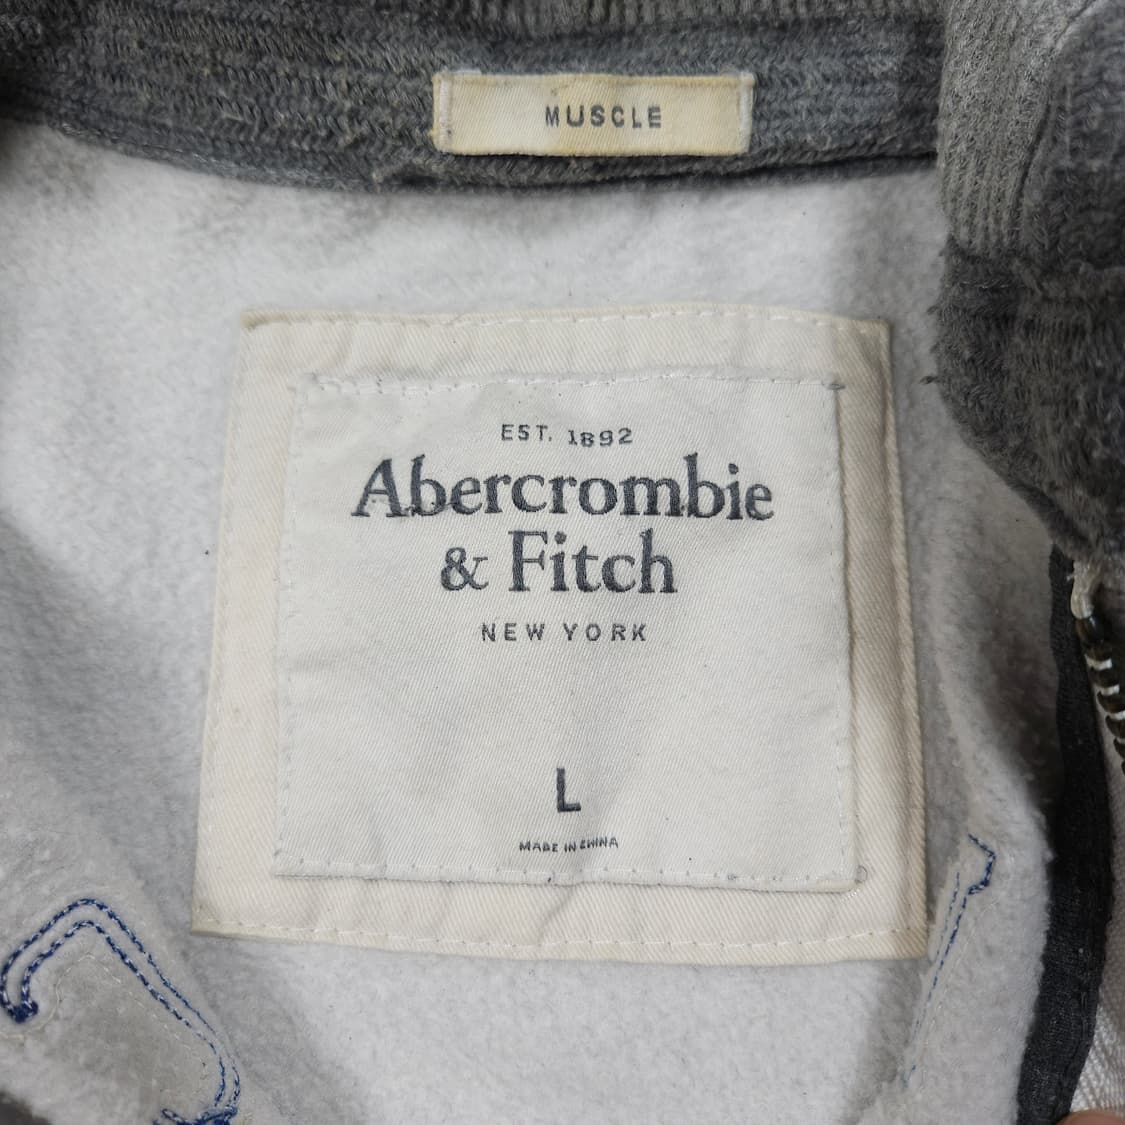 MUSCLE
EST. 1892
Abercrombie
& Fitch
NEW YORK
L
MADE IN CHINA